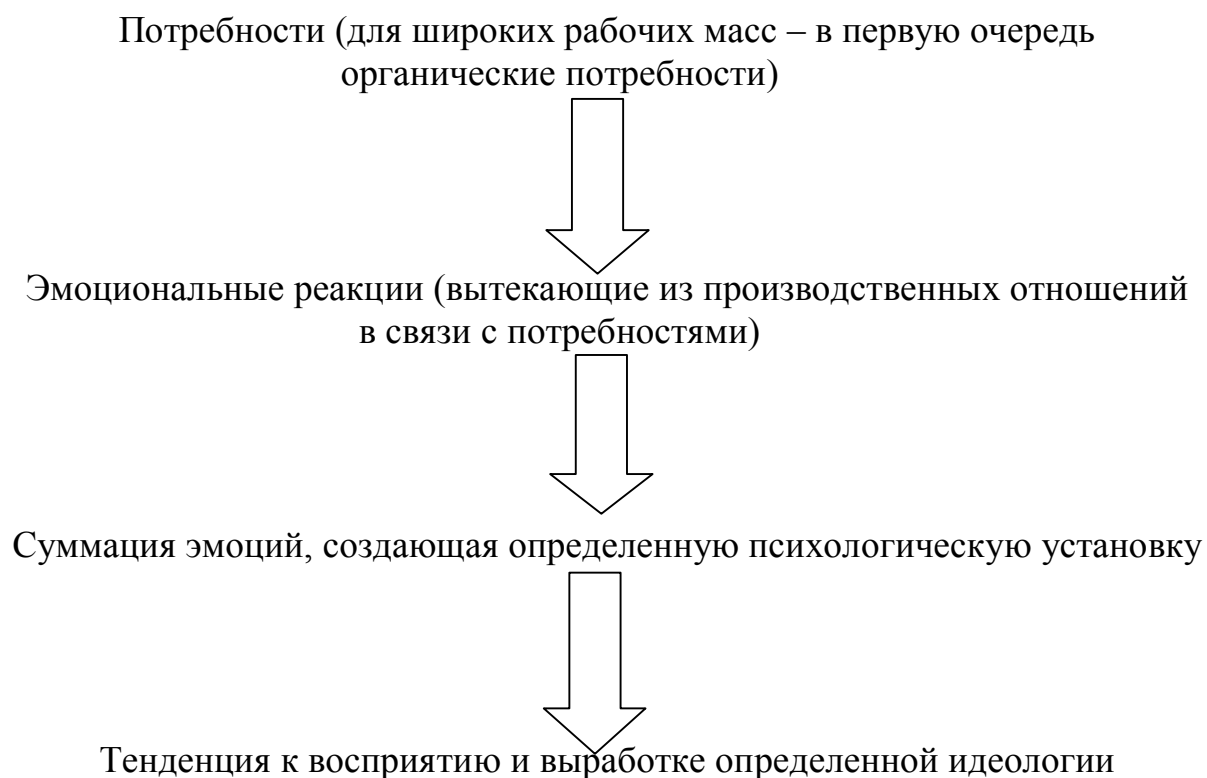 Потребности (для широких рабочих масс – в первую очередь
органические потребности)
Эмоциональные реакции (вытекающие из производственных отношений
в связи с потребностями)
Суммация эмоций, создающая определенную психологическую установку
Тенденция к восприятию и выработке определенной идеологии